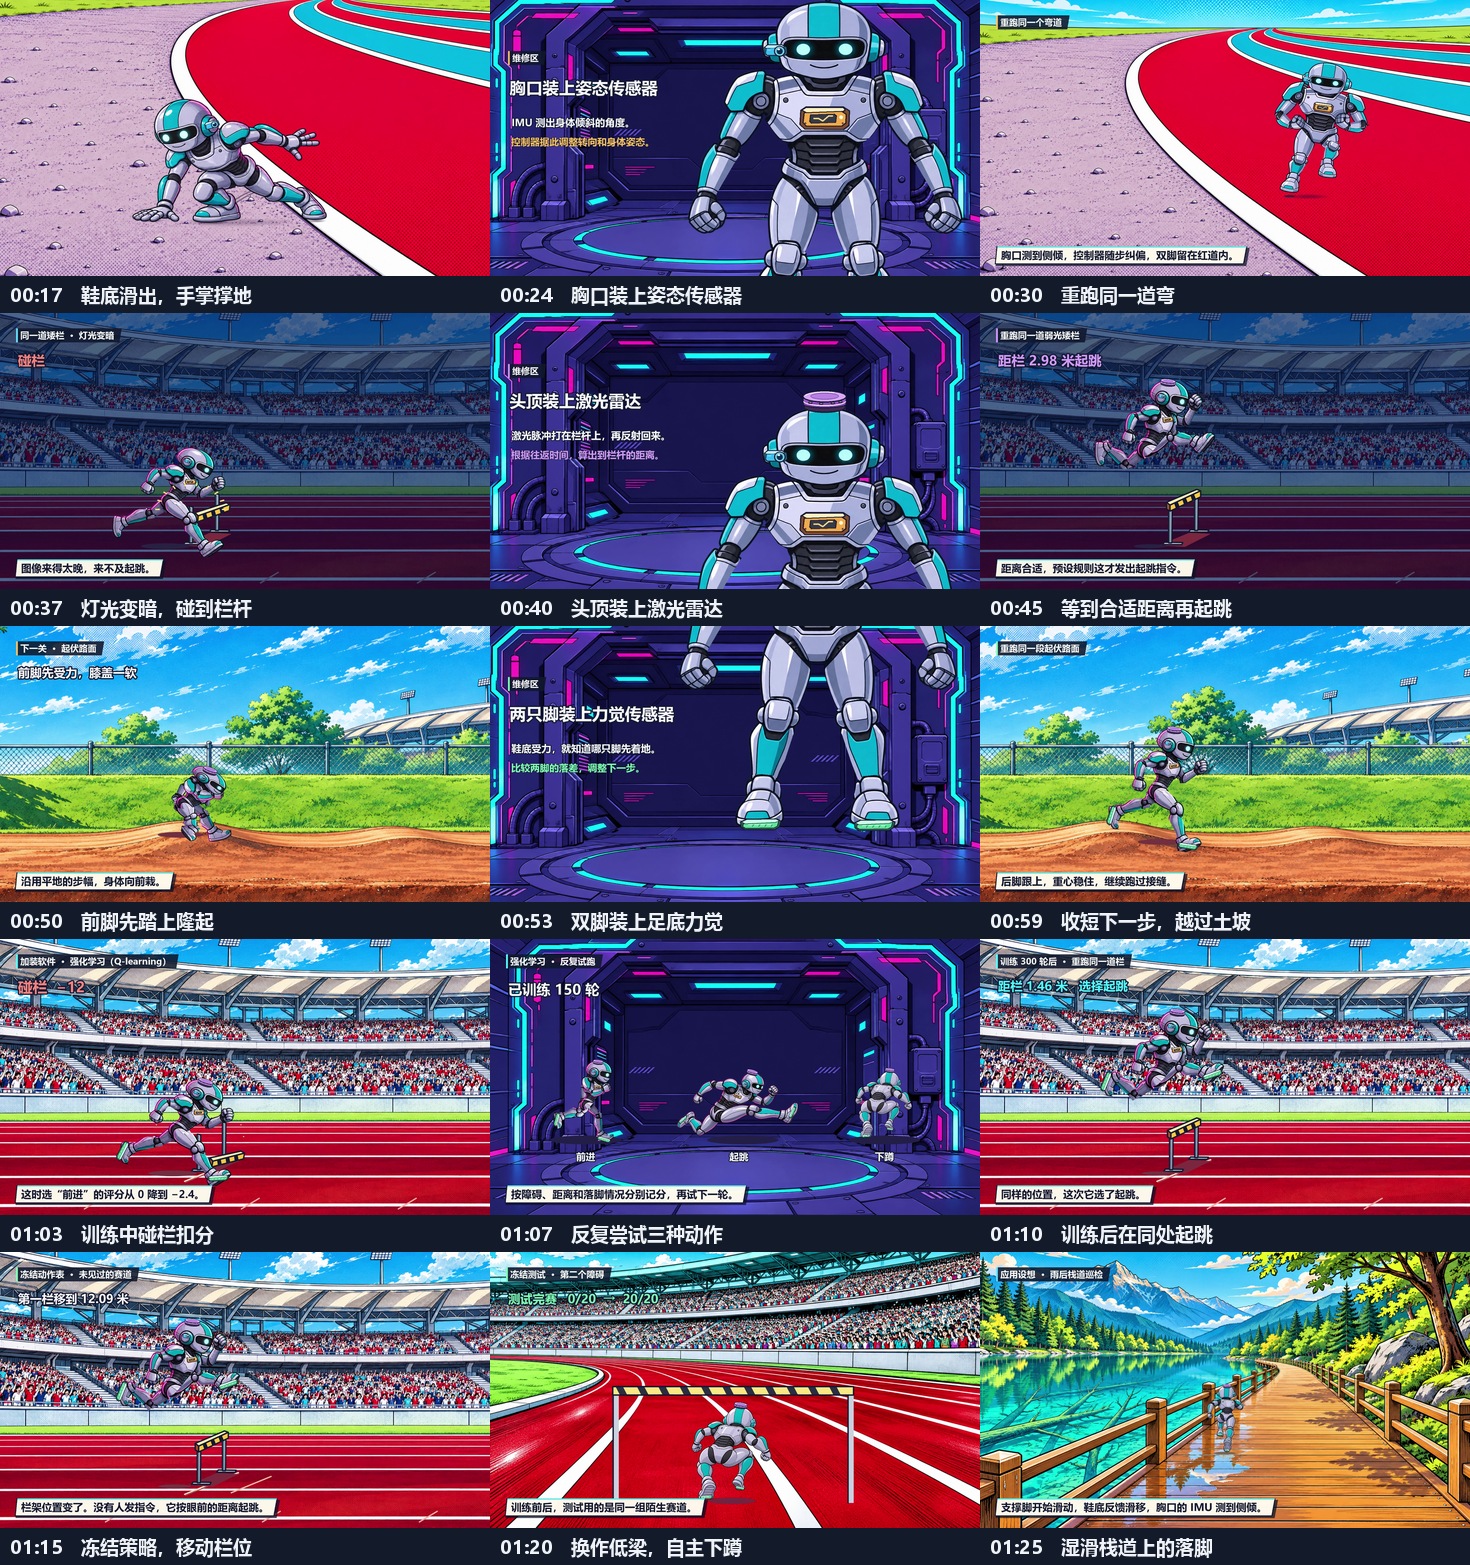 00:17 鞋底滑出，手掌撑地
维修区
胸口装上姿态传感器
IMU 测出身体倾斜的角度。
控制器据此调整转向和身体姿态。
00:24 胸口装上姿态传感器
重跑同一个弯道
胸口测到侧倾，控制器随步纠偏，双脚留在红道内。
00:30 重跑同一道弯
同一道矮栏 · 灯光变暗
碰栏
图像来得太晚，来不及起跳。
00:37 灯光变暗，碰到栏杆
维修区
头顶装上激光雷达
激光脉冲打在栏杆上，再反射回来。
根据往返时间，算出到栏杆的距离。
00:40 头顶装上激光雷达
重跑同一道弱光矮栏
距栏 2.98 米起跳
距离合适，预设规则这才发出起跳指令。
00:45 等到合适距离再起跳
下一关 · 起伏路面
前脚先受力，膝盖一软
沿用平地的步幅，身体向前栽。
00:50 前脚先踏上隆起
维修区
两只脚装上力觉传感器
鞋底受力，就知道哪只脚先着地。
比较两脚的落差，调整下一步。
00:53 双脚装上足底力觉
重跑同一段起伏路面
后脚跟上，重心稳住，继续跑过接缝。
00:59 收短下一步，越过土坡
加装软件 · 强化学习（Q-learning）
碰栏 −12
这时选“前进”的评分从 0 降到 −2.4。
01:03 训练中碰栏扣分
强化学习 · 反复试跑
已训练 150 轮
前进
起跳
下蹲
按障碍、距离和落脚情况分别记分，再试下一轮。
01:07 反复尝试三种动作
训练 300 轮后 · 重跑同一道栏
距栏 1.46 米 选择起跳
同样的位置，这次它选了起跳。
01:10 训练后在同处起跳
冻结动作表 · 未见过的赛道
第一栏移到 12.09 米
栏架位置变了。没有人发指令，它按眼前的距离起跳。
01:15 冻结策略，移动栏位
冻结测试 · 第二个障碍
测试完赛 0/20 20/20
训练前后，测试用的是同一组陌生赛道。
01:20 换作低梁，自主下蹲
应用设想 · 雨后栈道巡检
支撑脚开始滑动，鞋底反馈滑移，胸口的 IMU 测到侧倾。
01:25 湿滑栈道上的落脚